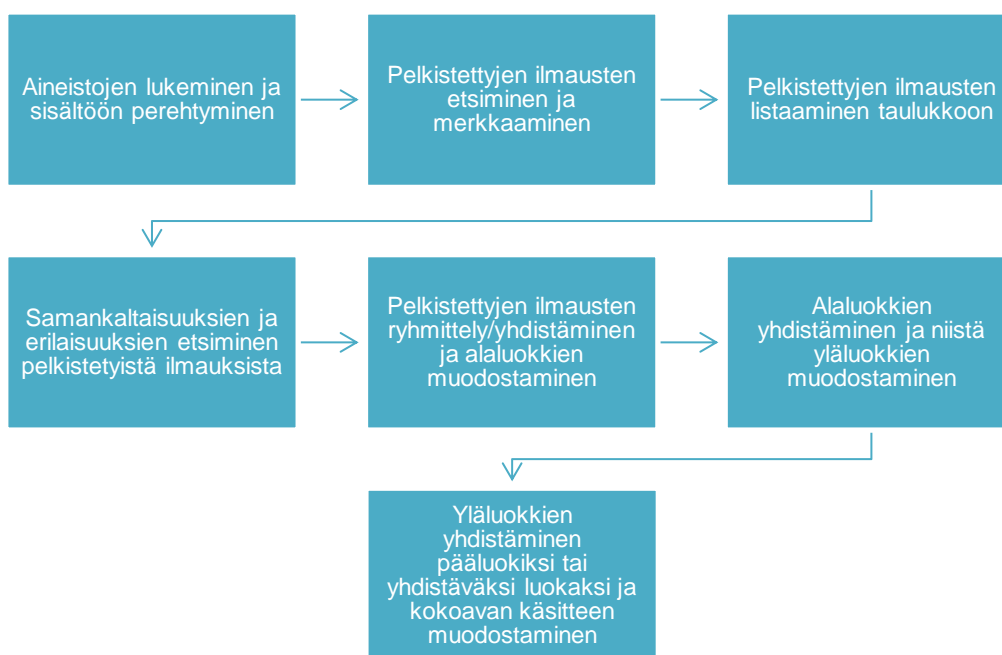 Aineistojen lukeminen ja
sisältöön perehtyminen
Pelkistettyjen ilmausten
etsiminen ja
merkkaaminen
Pelkistettyjen ilmausten
listaaminen taulukkoon
Samankaltaisuuksien ja
erilaisuuksien etsiminen
pelkistetyistä ilmauksista
Pelkistettyjen ilmausten
ryhmittely/yhdistäminen
ja alaluokkien
muodostaminen
Alaluokkien
yhdistäminen ja niistä
yläluokkien
muodostaminen
Yläluokkien
yhdistäminen
pääluokiksi tai
yhdistäväksi luokaksi ja
kokoavan käsitteen
muodostaminen